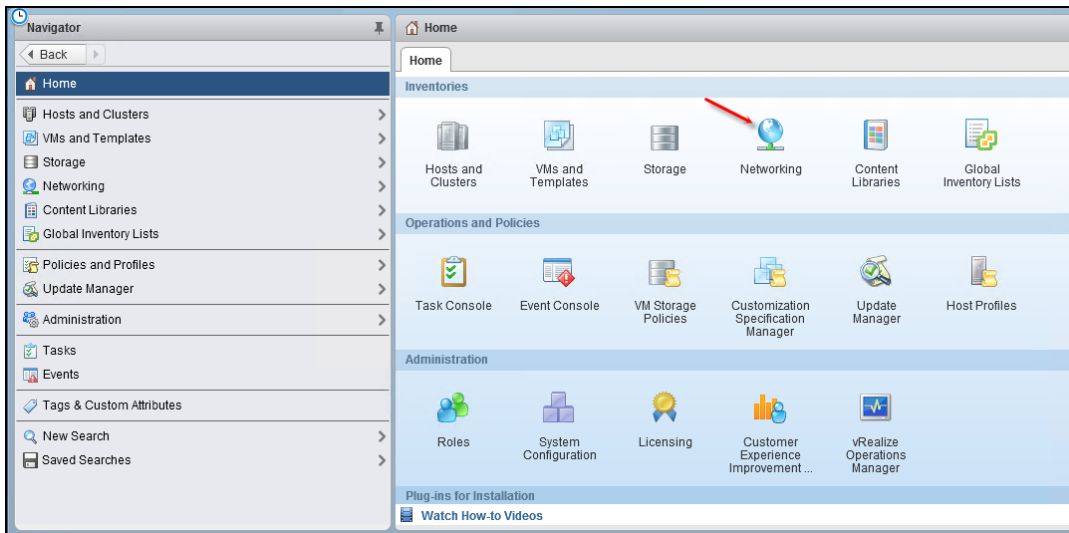 Navigator
Back
Home
Hosts and Clusters
VMs and Templates
Storage
Networking
Content Libraries
Global Inventory Lists
Policies and Profiles
Update Manager
Administration
Tasks
Events
Tags & Custom Attributes
New Search
Saved Searches
Home
Home
Inventories
Hosts and
Clusters
VMs and
Templates
Storage
Networking
Content
Libraries
Global
Inventory Lists
Operations and Policies
Task Console
Event Console
VM Storage
Policies
Customization
Specification
Manager
Update
Manager
Host Profiles
Administration
Roles
System
Configuration
Licensing
Customer
Experience
Improvement ...
vRealize
Operations
Manager
Plug-ins for Installation
Watch How-to Videos